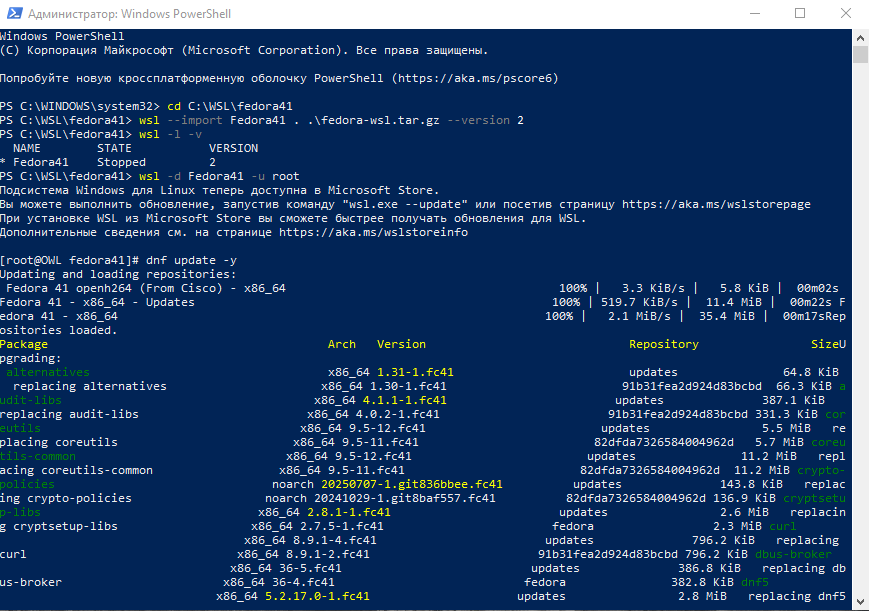 Администратор: Windows PowerShell
Windows PowerShell
(С) Корпорация Майкрософт (Microsoft Corporation). Все права защищены.
Попробуйте новую кроссплатформенную оболочку PowerShell (https://aka.ms/pscore6)
PS C:\WINDOWS\system32> cd C:\WSL\fedora41
PS C:\WSL\fedora41> wsl --import Fedora41 . .\fedora-wsl.tar.gz --version 2
PS C:\WSL\fedora41> wsl -l -v
NAME STATE VERSION
* Fedora41 Stopped 2
PS C:\WSL\fedora41> wsl -d Fedora41 -u root
Подсистема Windows для Linux теперь доступна в Microsoft Store.
Вы можете выполнить обновление, запустив команду "wsl.exe --update" или посетив страницу https://aka.ms/wslstorepage
При установке WSL из Microsoft Store вы сможете быстрее получать обновления для WSL.
Дополнительные сведения см. на странице https://aka.ms/wslstoreinfo
[root@OWL fedora41]# dnf update -y
Updating and loading repositories:
Fedora 41 openh264 (From Cisco) - x86_64 100% | 3.3 KiB/s | 5.8 KiB | 00m02s
Fedora 41 - x86_64 - Updates 100% | 519.7 KiB/s | 11.4 MiB | 00m22s F
edora 41 - x86_64 100% | 2.1 MiB/s | 35.4 MiB | 00m17sRep
ositories loaded.
Package Arch Version Repository SizeU
pgrading:
alternatives x86_64 1.31-1.fc41 updates 64.8 KiB
replacing alternatives x86_64 1.30-1.fc41 91b31fea2d924d83bcbd 66.3 KiB a
udit-libs x86_64 4.1.1-1.fc41 updates 387.1 KiB
replacing audit-libs x86_64 4.0.2-1.fc41 91b31fea2d924d83bcbd 331.3 KiB cor
eutils x86_64 9.5-12.fc41 updates 5.5 MiB re
placing coreutils x86_64 9.5-11.fc41 82dfda7326584004962d 5.7 MiB coreu
tils-common x86_64 9.5-12.fc41 updates 11.2 MiB repl
acing coreutils-common x86_64 9.5-11.fc41 82dfda7326584004962d 11.2 MiB crypto-
policies noarch 20250707-1.git836bbee.fc41 updates 143.8 KiB replac
ing crypto-policies noarch 20241029-1.git8baf557.fc41 82dfda7326584004962d 136.9 KiB cryptsetu
p-libs x86_64 2.8.1-1.fc41 updates 2.6 MiB replacin
g cryptsetup-libs x86_64 2.7.5-1.fc41 fedora 2.3 MiB curl
x86_64 8.9.1-4.fc41 updates 796.2 KiB replacing
curl x86_64 8.9.1-2.fc41 91b31fea2d924d83bcbd 796.2 KiB dbus-broker
x86_64 36-5.fc41 updates 386.8 KiB replacing db
us-broker x86_64 36-4.fc41 fedora 382.8 KiB dnf5
x86_64 5.2.17.0-1.fc41 updates 2.8 MiB replacing dnf5